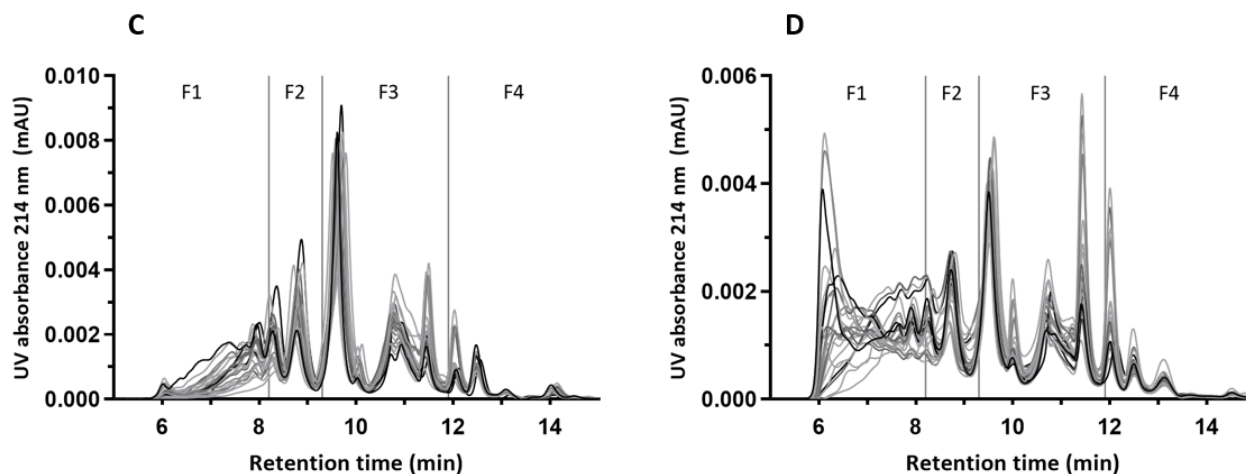 C
F1 F2 F3 F4
0.010
0.008
0.006
0.004
0.002
0.000
UV absorbance 214 nm (mAU)
6 8 10 12 14
Retention time (min)
D
F1 F2 F3 F4
0.006
0.004
0.002
0.000
UV absorbance 214 nm (mAU)
6 8 10 12 14
Retention time (min)